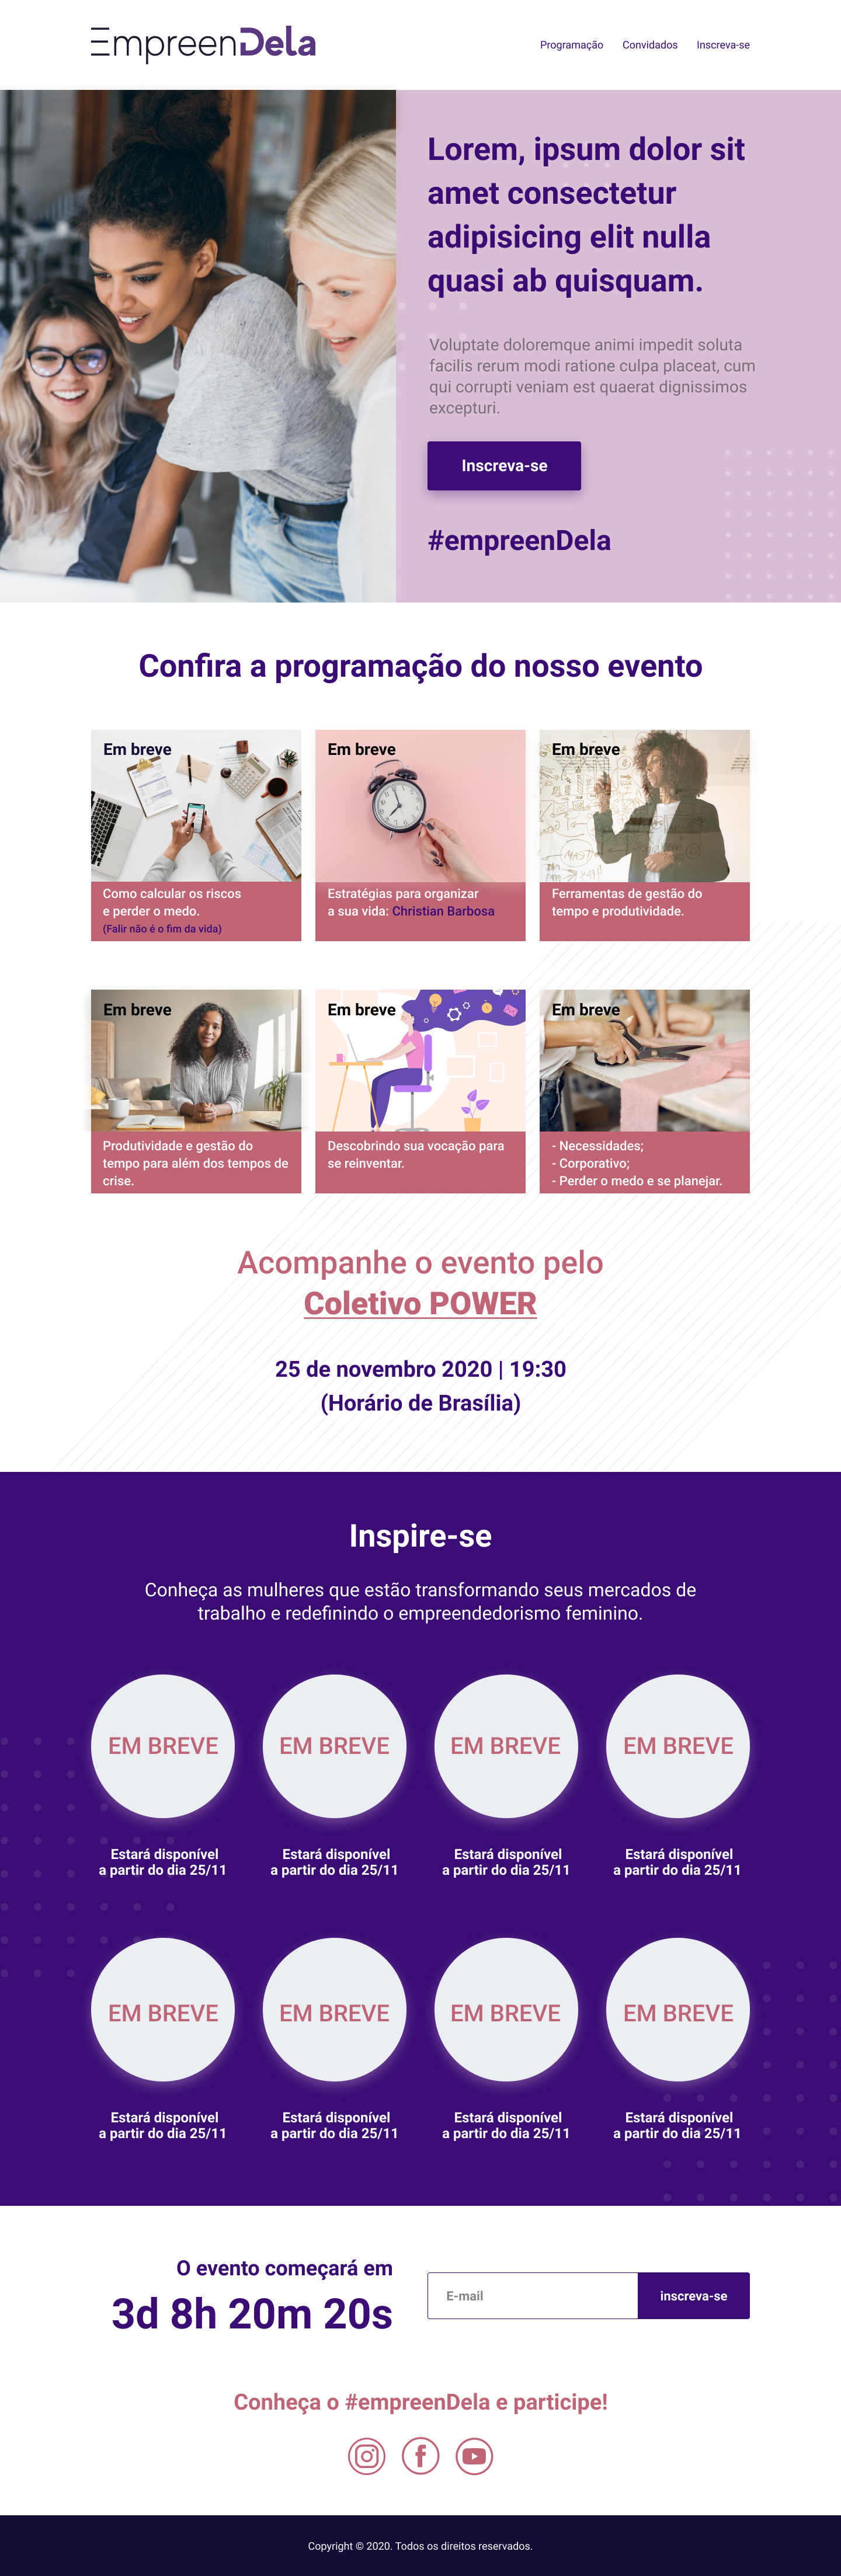 EmpreenDela
Programação Convidados Inscreva-se
Lorem, ipsum dolor sit
amet consectetur
adipisicing elit nulla
quasi ab quisquam.
Voluptate doloremque animi impedit soluta
facilis rerum modi ratione culpa placeat, cum
qui corrupti veniam est quaerat dignissimos
excepturi.
Inscreva-se
#empreenDela
Confira a programação do nosso evento
Em breve
Como calcular os riscos
e perder o medo.
(Falir não é o fim da vida)
Em breve
Estratégias para organizar
a sua vida: Christian Barbosa
Em breve
Ferramentas de gestão do
tempo e produtividade.
Em breve
Produtividade e gestão do
tempo para além dos tempos de
crise.
Em breve
Descobrindo sua vocação para
se reinventar.
Em breve
- Necessidades;
- Corporativo;
- Perder o medo e se planejar.
Acompanhe o evento pelo
Coletivo POWER
25 de novembro 2020 | 19:30
(Horário de Brasília)
Inspire-se
Conheça as mulheres que estão transformando seus mercados de
trabalho e redefinindo o empreendedorismo feminino.
EM BREVE
Estará disponível
a partir do dia 25/11
EM BREVE
Estará disponível
a partir do dia 25/11
EM BREVE
Estará disponível
a partir do dia 25/11
EM BREVE
Estará disponível
a partir do dia 25/11
EM BREVE
Estará disponível
a partir do dia 25/11
EM BREVE
Estará disponível
a partir do dia 25/11
EM BREVE
Estará disponível
a partir do dia 25/11
EM BREVE
Estará disponível
a partir do dia 25/11
O evento começará em
3d 8h 20m 20s
E-mail
inscreva-se
Conheça o #empreenDela e participe!
Copyright © 2020. Todos os direitos reservados.